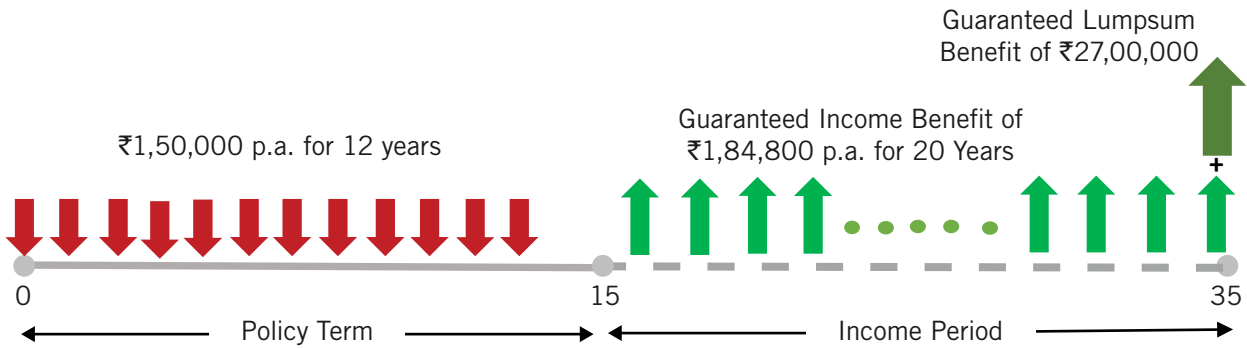 Guaranteed Lumpsum
Benefit of ₹27,00,000
₹1,50,000 p.a. for 12 years
Guaranteed Income Benefit of
₹1,84,800 p.a. for 20 Years
+
0
15
35
Policy Term
Income Period